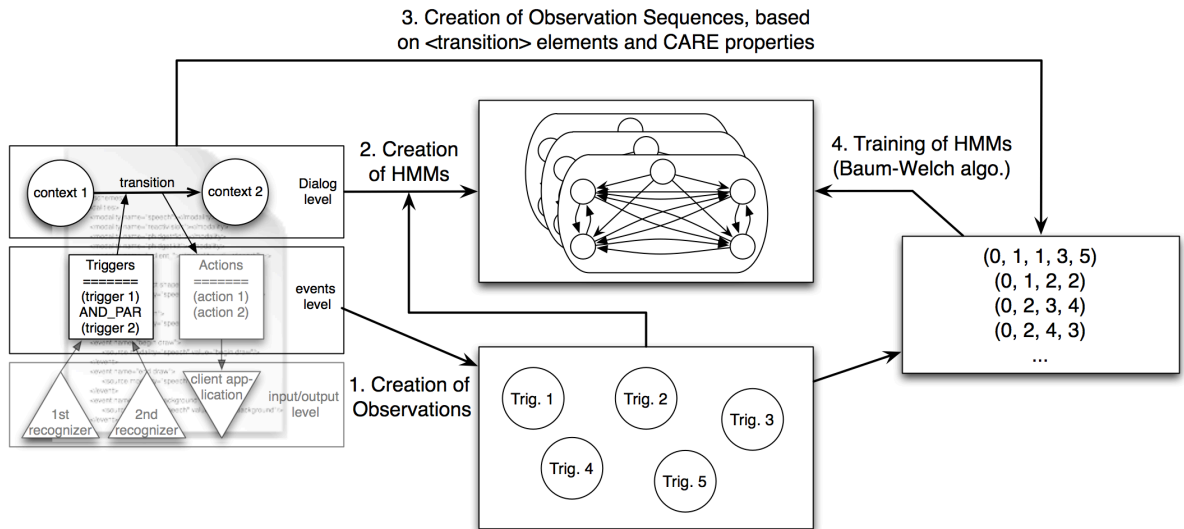 3. Creation of Observation Sequences, based
on <transition> elements and CARE properties
context 1
transition
context 2
Dialog
level
2. Creation
of HMMs
4. Training of HMMs
(Baum-Welch algo.)
Triggers
=======
(trigger 1)
AND_PAR
(trigger 2)
Actions
=======
(action 1)
(action 2)
events
level
(0, 1, 1, 3, 5)
(0, 1, 2, 2)
(0, 2, 3, 4)
(0, 2, 4, 3)
...
1st
recognizer
2nd
recognizer
client app-
lication
input/output
level
1. Creation of
Observations
Trig. 1
Trig. 2
Trig. 3
Trig. 4
Trig. 5